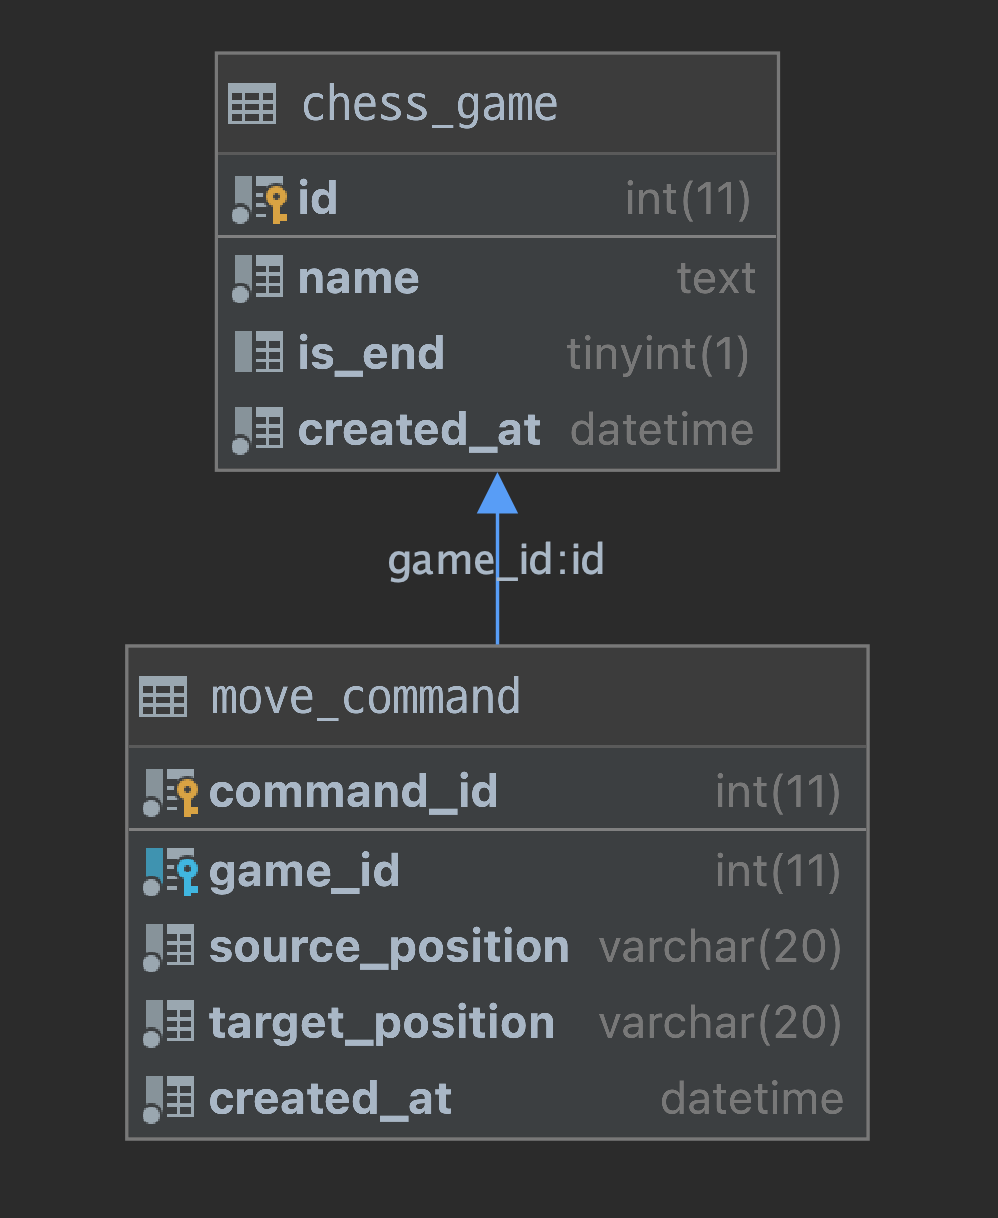 chess_game
id int(11)
name text
is_end tinyint(1)
created_at datetime
game_id:id
move_command
command_id int(11)
game_id int(11)
source_position varchar(20)
target_position varchar(20)
created_at datetime